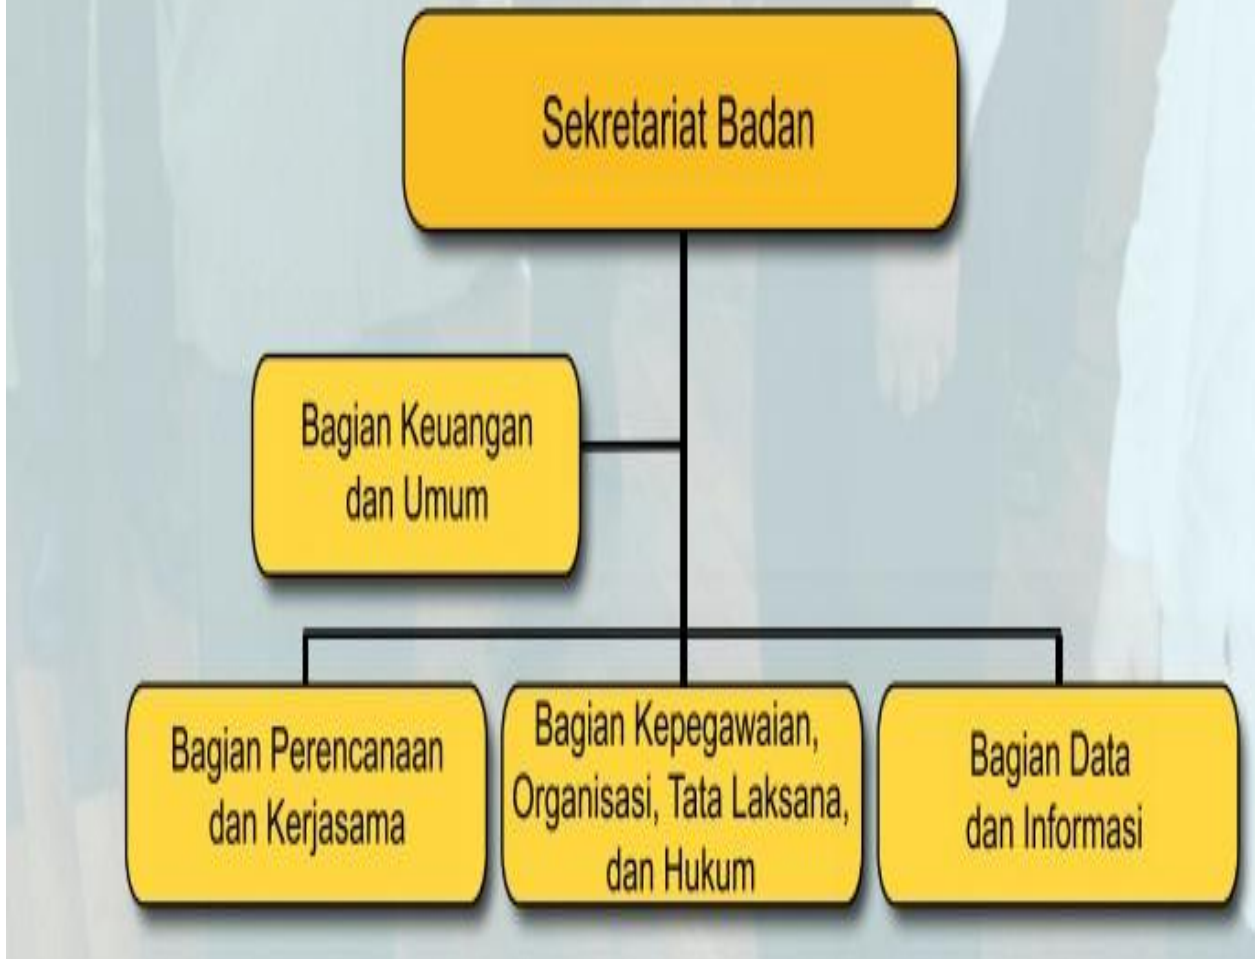 Sekretariat Badan
Bagian Keuangan
dan Umum
Bagian Perencanaan
dan Kerjasama
Bagian Kepegawaian,
Organisasi, Tata Laksana,
dan Hukum
Bagian Data
dan Informasi